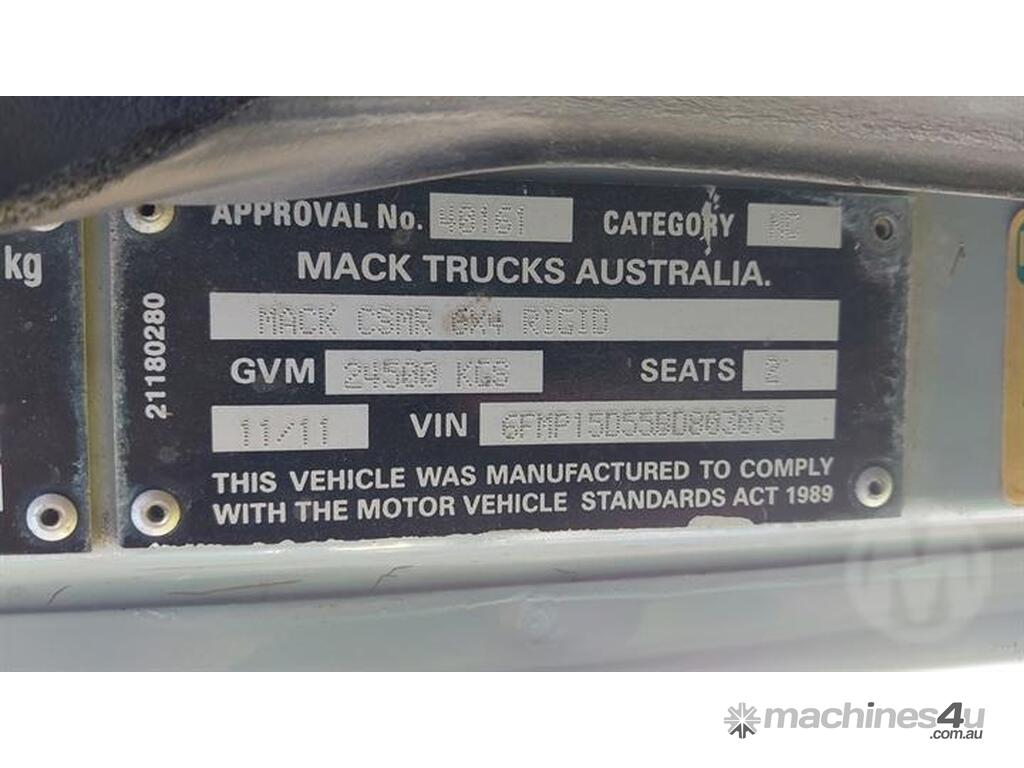 kg
21180280
APPROVAL No. 40161 CATEGORY NC
MACK TRUCKS AUSTRALIA.
MACK CSMR 6X4 RIGID
GVM 24500 KGS SEATS 2
11/11 VIN 6FMP15D55BD803076
THIS VEHICLE WAS MANUFACTURED TO COMPLY
WITH THE MOTOR VEHICLE STANDARDS ACT 1989
machines4u
.com.au